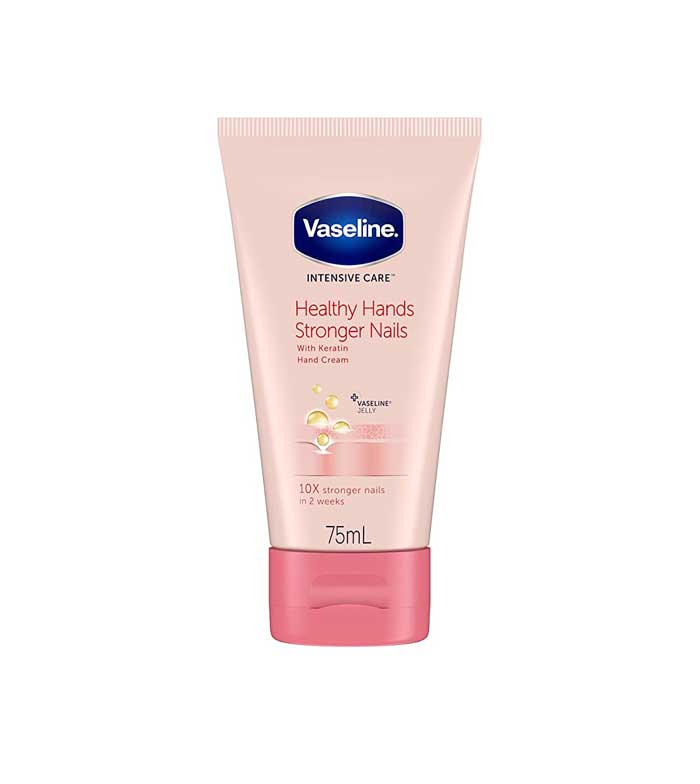 Vaseline.
INTENSIVE CARE™
Healthy Hands
Stronger Nails
With Keratin
Hand Cream
VASELINE®
JELLY
10X stronger nails
in 2 weeks
75mL